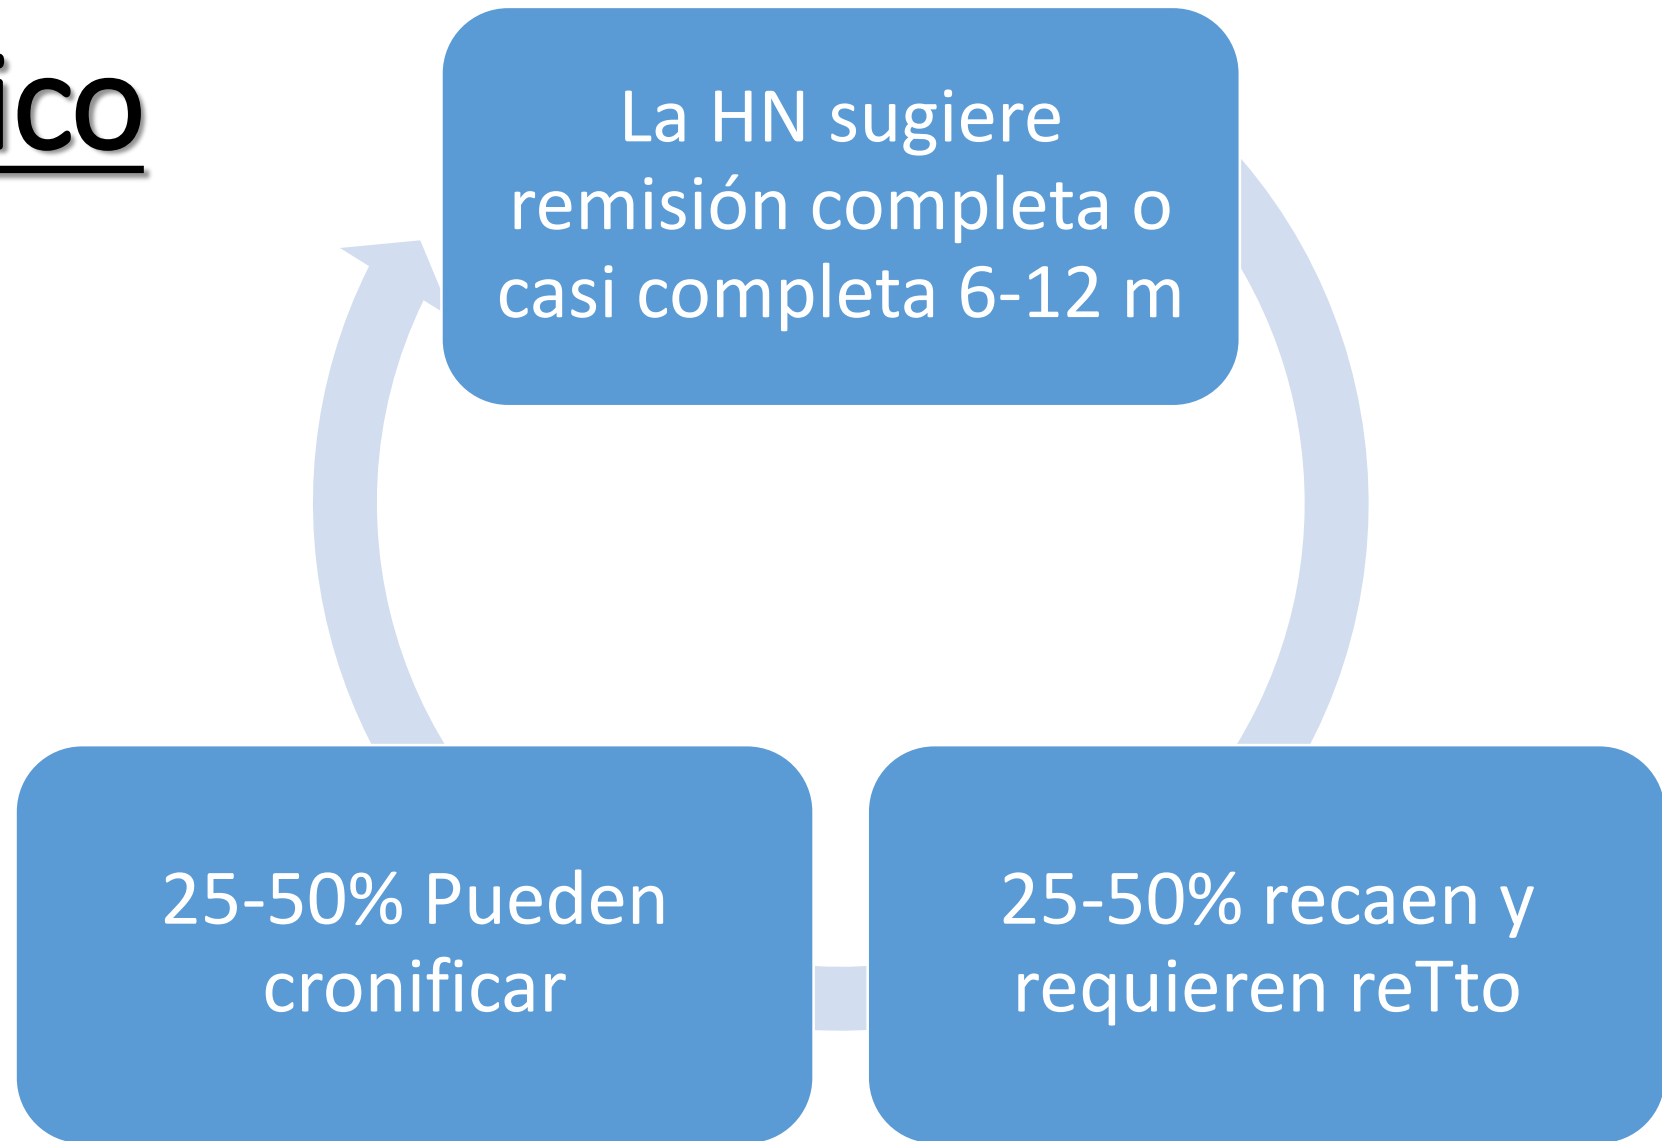 ico
La HN sugiere
remisión completa o
casi completa 6-12 m
25-50% Pueden
cronificar
25-50% recaen y
requieren reTto